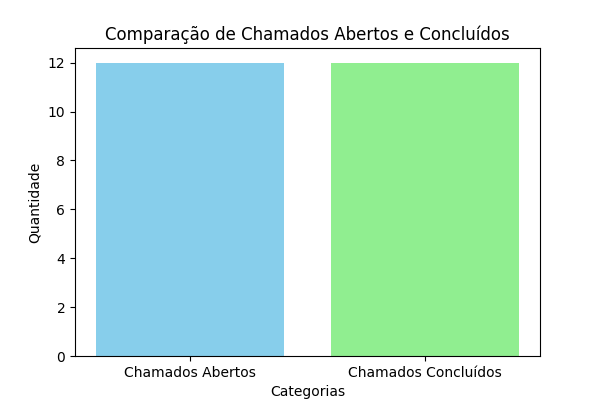 Comparação de Chamados Abertos e Concluídos
12
10
8
6
4
2
0
Quantidade
Chamados Abertos
Chamados Concluídos
Categorias